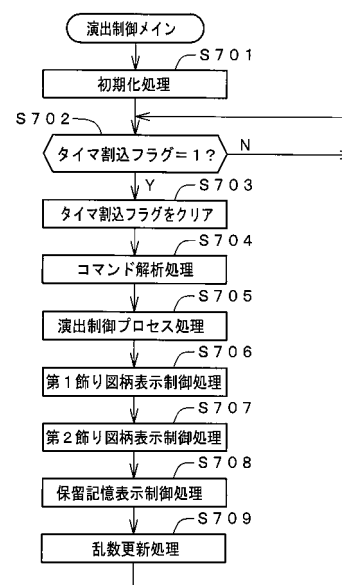 演出制御メイン
S701
初期化処理
S702
タイマ割込フラグ=1?
N
Y
S703
タイマ割込フラグをクリア
S704
コマンド解析処理
S705
演出制御プロセス処理
S706
第1飾り図柄表示制御処理
S707
第2飾り図柄表示制御処理
S708
保留記憶表示制御処理
S709
乱数更新処理